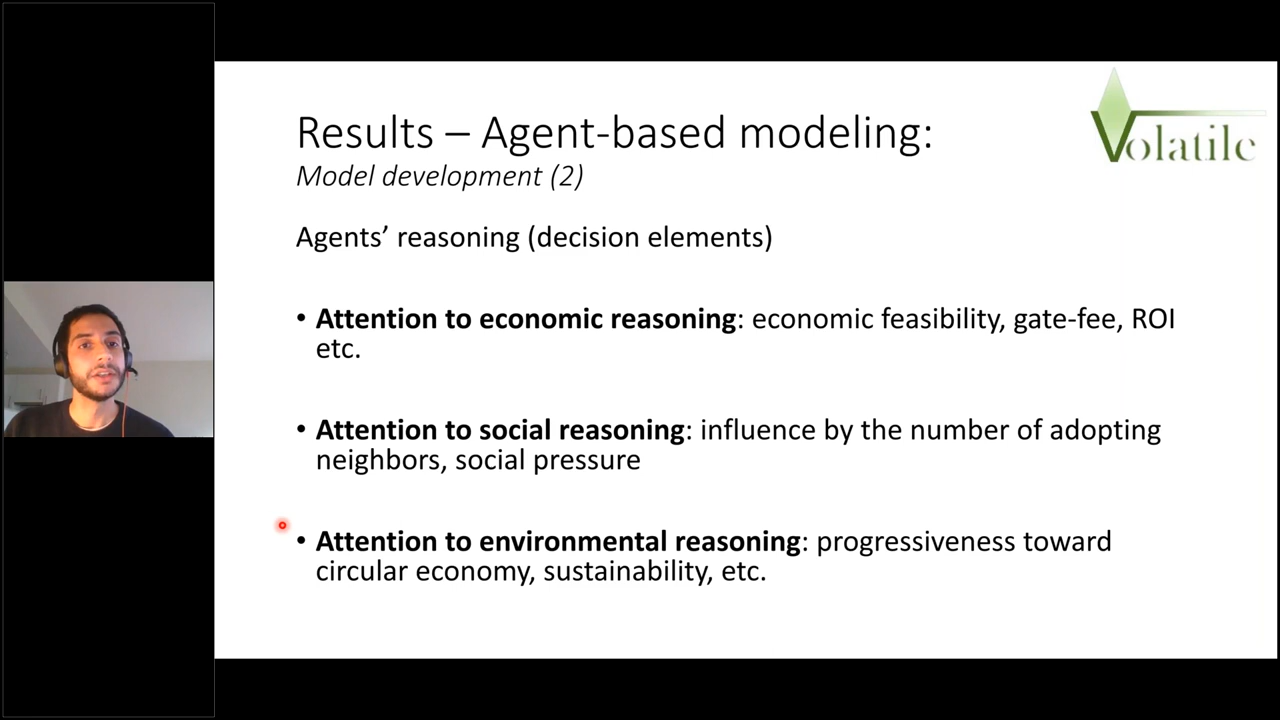 Results – Agent-based modeling:
Volatile
Model development (2)
Agents’ reasoning (decision elements)
• Attention to economic reasoning: economic feasibility, gate-fee, ROI
etc.
• Attention to social reasoning: influence by the number of adopting
neighbors, social pressure
• Attention to environmental reasoning: progressiveness toward
circular economy, sustainability, etc.